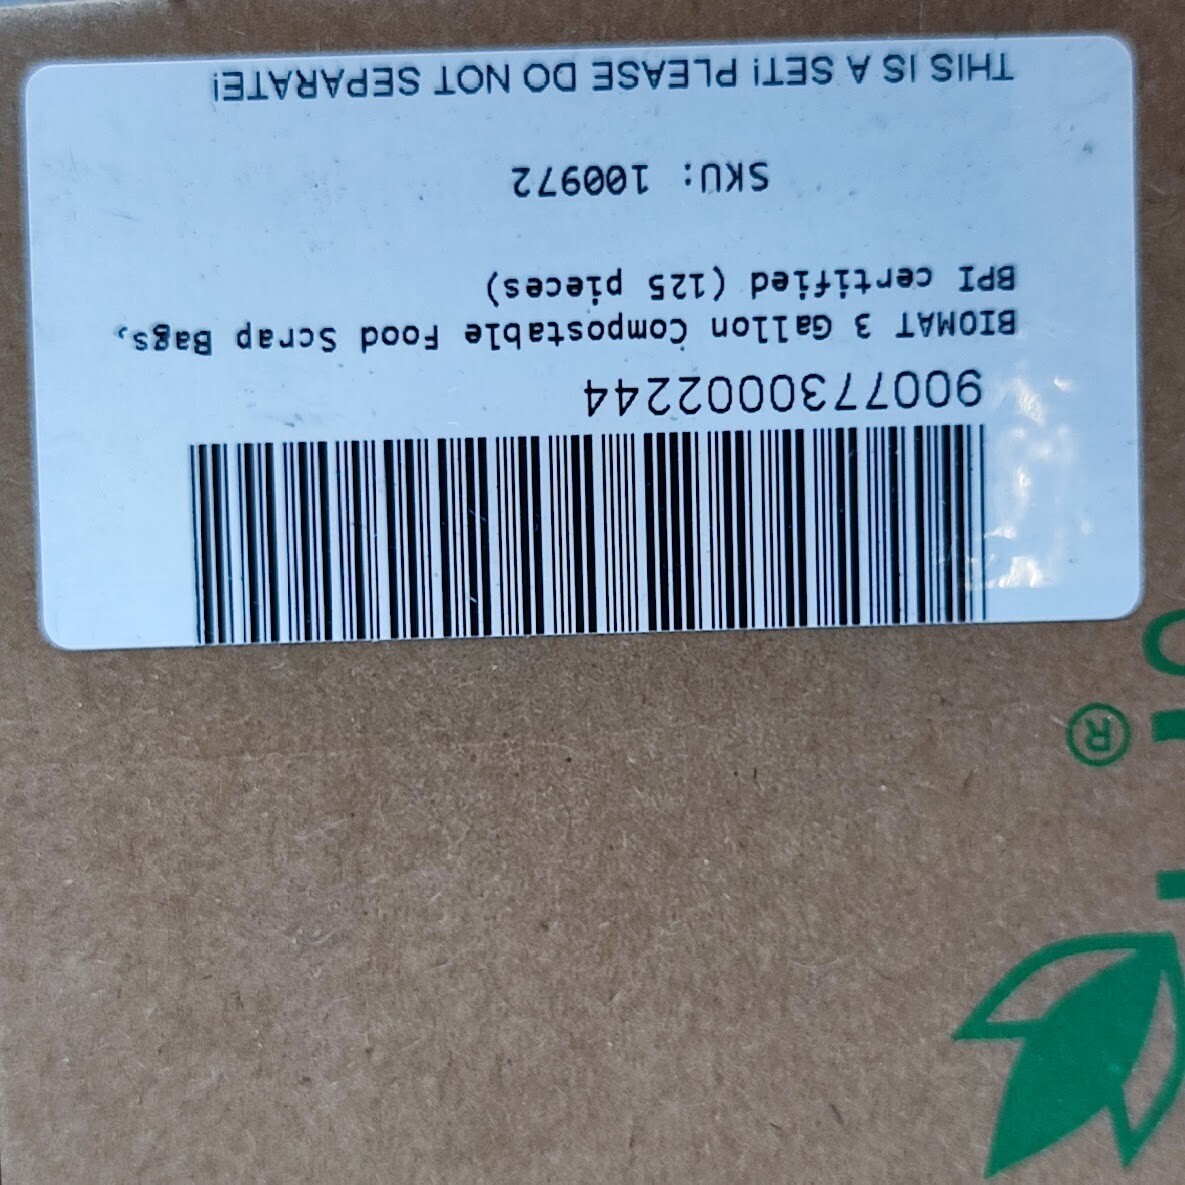 9007730002244
BIOMAT 3 Gallon Compostable Food Scrap Bags,
BPI certified (125 pieces)
SKU: 100972
THIS IS A SET! PLEASE DO NOT SEPARATE!
®